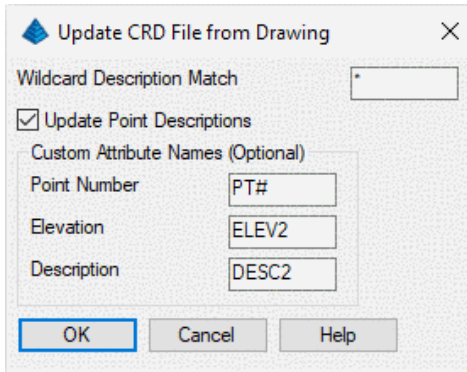 Update CRD File from Drawing
Wildcard Description Match *
Update Point Descriptions
Custom Attribute Names (Optional)
Point Number PT#
Elevation ELEV2
Description DESC2
OK Cancel Help